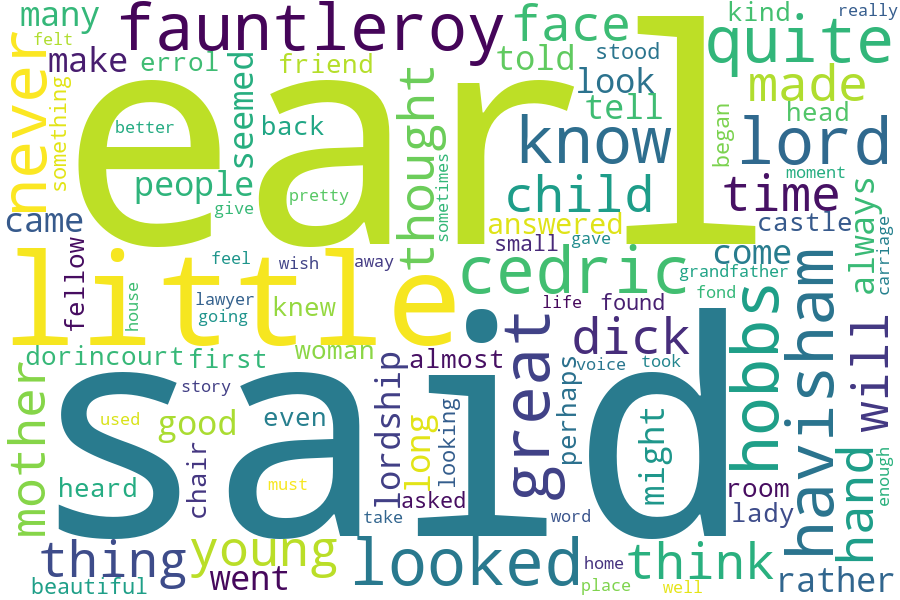 many
fauntleroy
face
kind
really
felt
make
errol
friend
told
stood
quite
never
something
seemed
earl
look
made
better
back
thought
tell
head
people
pretty
know
began
lord
give
sometimes
child
time
moment
came
answered
castle
always
carriage
fellow
little
feel
wish
away
small
gave
come
cedric
grandfather
house
lawyer
going
knew
life
found
fond
dick
hobbs
havisham
will
dorincourt
first
woman
almost
great
voice
took
mother
story
lordship
perhaps
used
good
even
long
looking
might
said
heard
chair
must
asked
room
hand
enough
take
word
lady
thing
young
looked
think
beautiful
went
home
place
well
rather